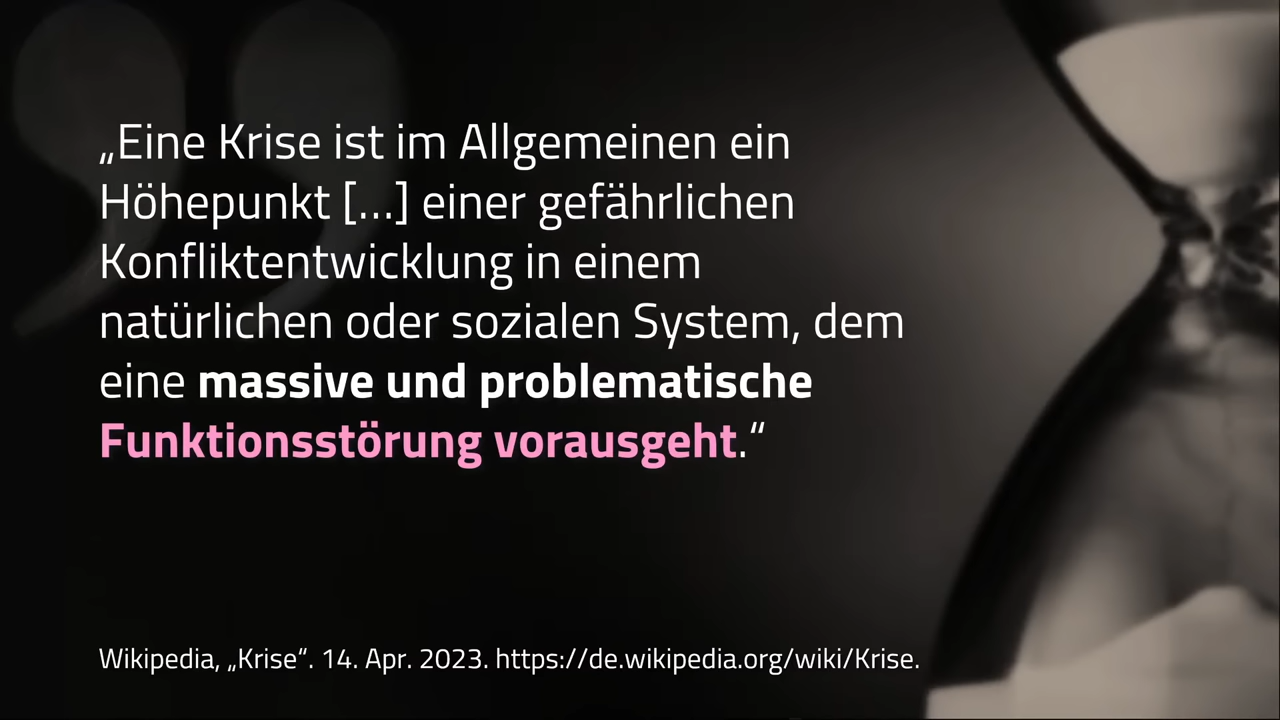 „Eine Krise ist im Allgemeinen ein
Höhepunkt […] einer gefährlichen
Konfliktentwicklung in einem
natürlichen oder sozialen System, dem
eine massive und problematische
Funktionsstörung vorausgeht.“
Wikipedia, „Krise“. 14. Apr. 2023. https://de.wikipedia.org/wiki/Krise.